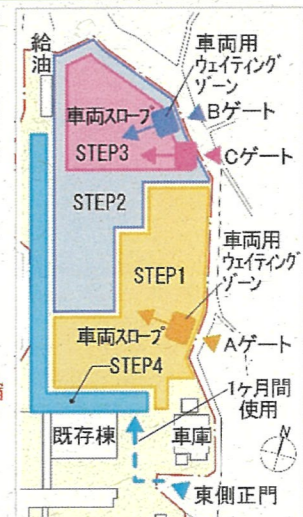 給油
車両用
ウェイティング
ゾーン
Bゲート
車両スロープ
STEP3
Cゲート
STEP2
車両用
ウェイティング
ゾーン
STEP1
車両スロープ
Aゲート
STEP4
1ヶ月間
使用
既存棟
車庫
N
東側正門